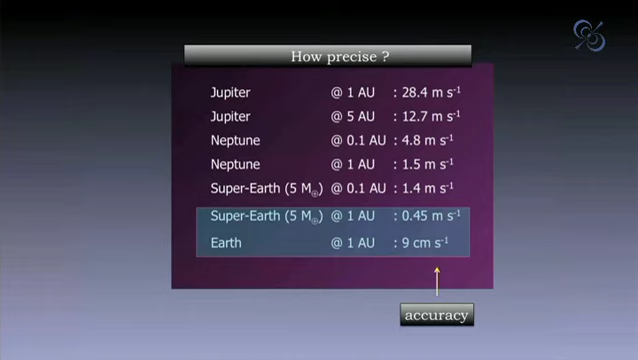 How precise ?
Jupiter @ 1 AU : 28.4 m s⁻¹
Jupiter @ 5 AU : 12.7 m s⁻¹
Neptune @ 0.1 AU : 4.8 m s⁻¹
Neptune @ 1 AU : 1.5 m s⁻¹
Super-Earth (5 M⊕) @ 0.1 AU : 1.4 m s⁻¹
Super-Earth (5 M⊕) @ 1 AU : 0.45 m s⁻¹
Earth @ 1 AU : 9 cm s⁻¹
accuracy